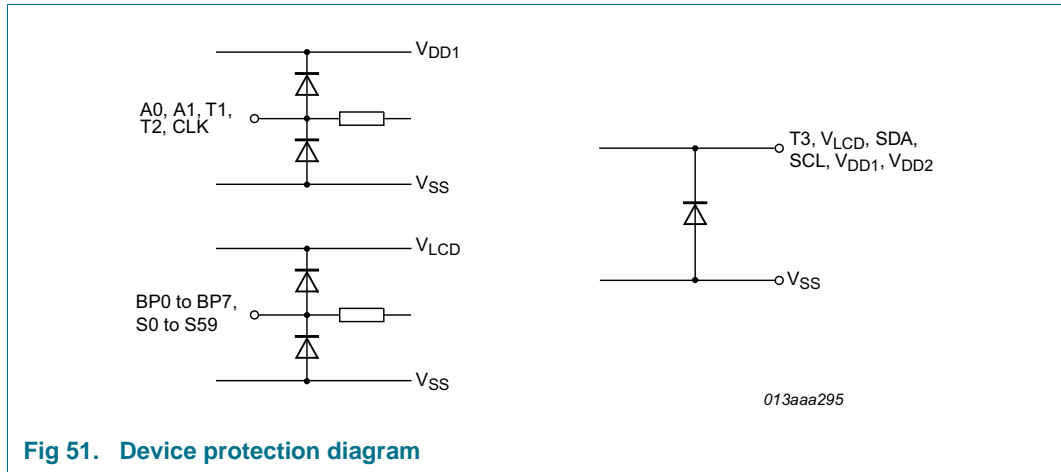 VDD1
A0, A1, T1,
T2, CLK
VSS
VLCD
BP0 to BP7,
S0 to S59
VSS
T3, VLCD, SDA,
SCL, VDD1, VDD2
VSS
013aaa295
Fig 51. Device protection diagram